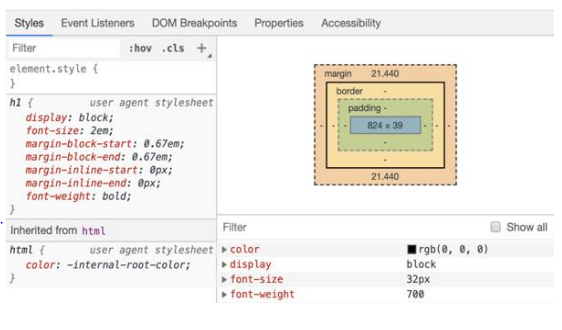 Styles Event Listeners DOM Breakpoints Properties Accessibility
Filter :hov .cls +
element.style {
}
h1 { user agent stylesheet
display: block;
font-size: 2em;
margin-block-start: 0.67em;
margin-block-end: 0.67em;
margin-inline-start: 0px;
margin-inline-end: 0px;
font-weight: bold;
}
Inherited from html
html { user agent stylesheet
color: -internal-root-color;
}
margin 21.440
border -
padding -
- - - 824 × 39 - - -
-
-
21.440
Filter Show all
color rgb(0, 0, 0)
display block
font-size 32px
font-weight 700